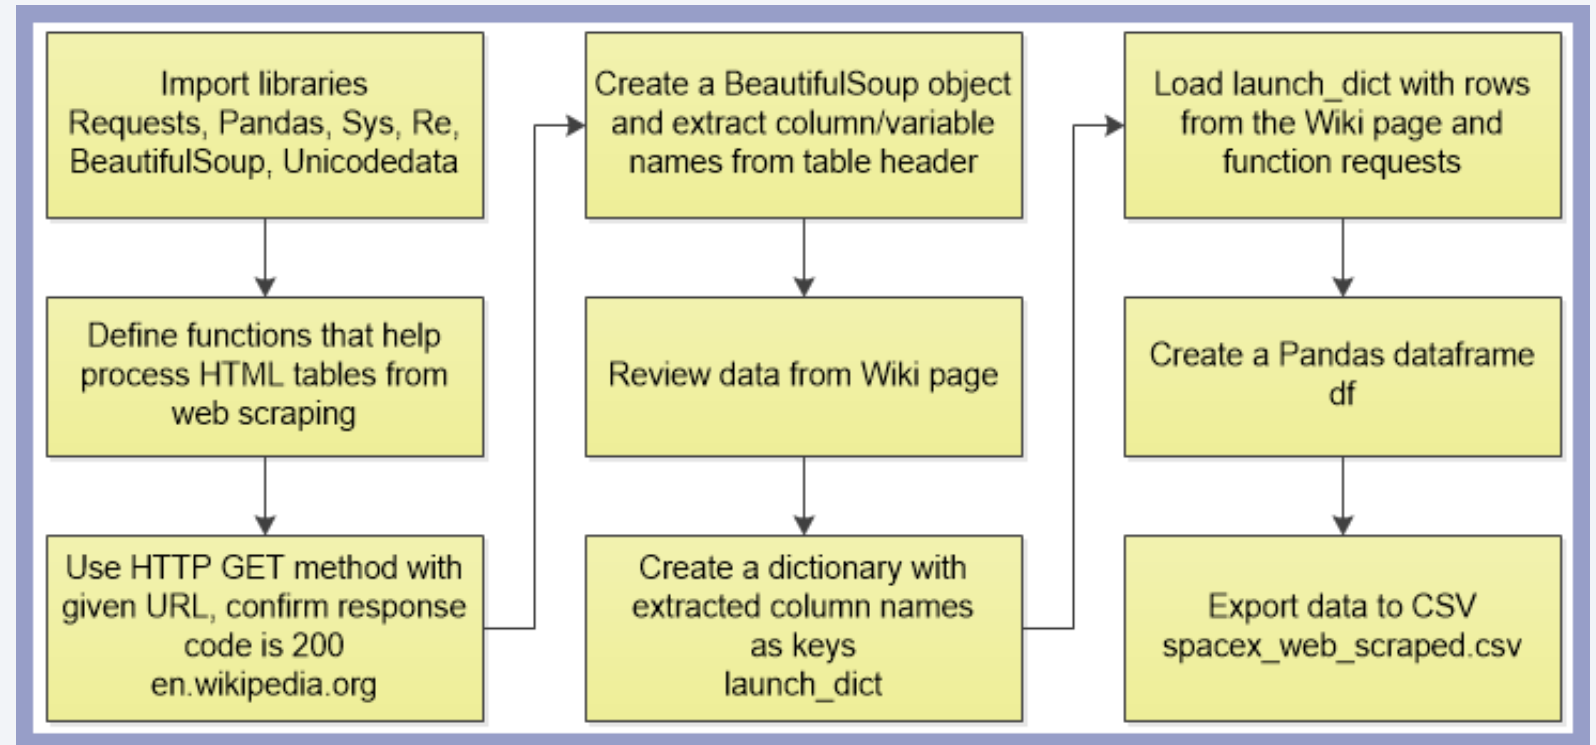 Import libraries
Requests, Pandas, Sys, Re,
BeautifulSoup, Unicodedata
Define functions that help
process HTML tables from
web scraping
Use HTTP GET method with
given URL, confirm response
code is 200
en.wikipedia.org
Create a BeautifulSoup object
and extract column/variable
names from table header
Review data from Wiki page
Create a dictionary with
extracted column names
as keys
launch_dict
Load launch_dict with rows
from the Wiki page and
function requests
Create a Pandas dataframe
df
Export data to CSV
spacex_web_scraped.csv